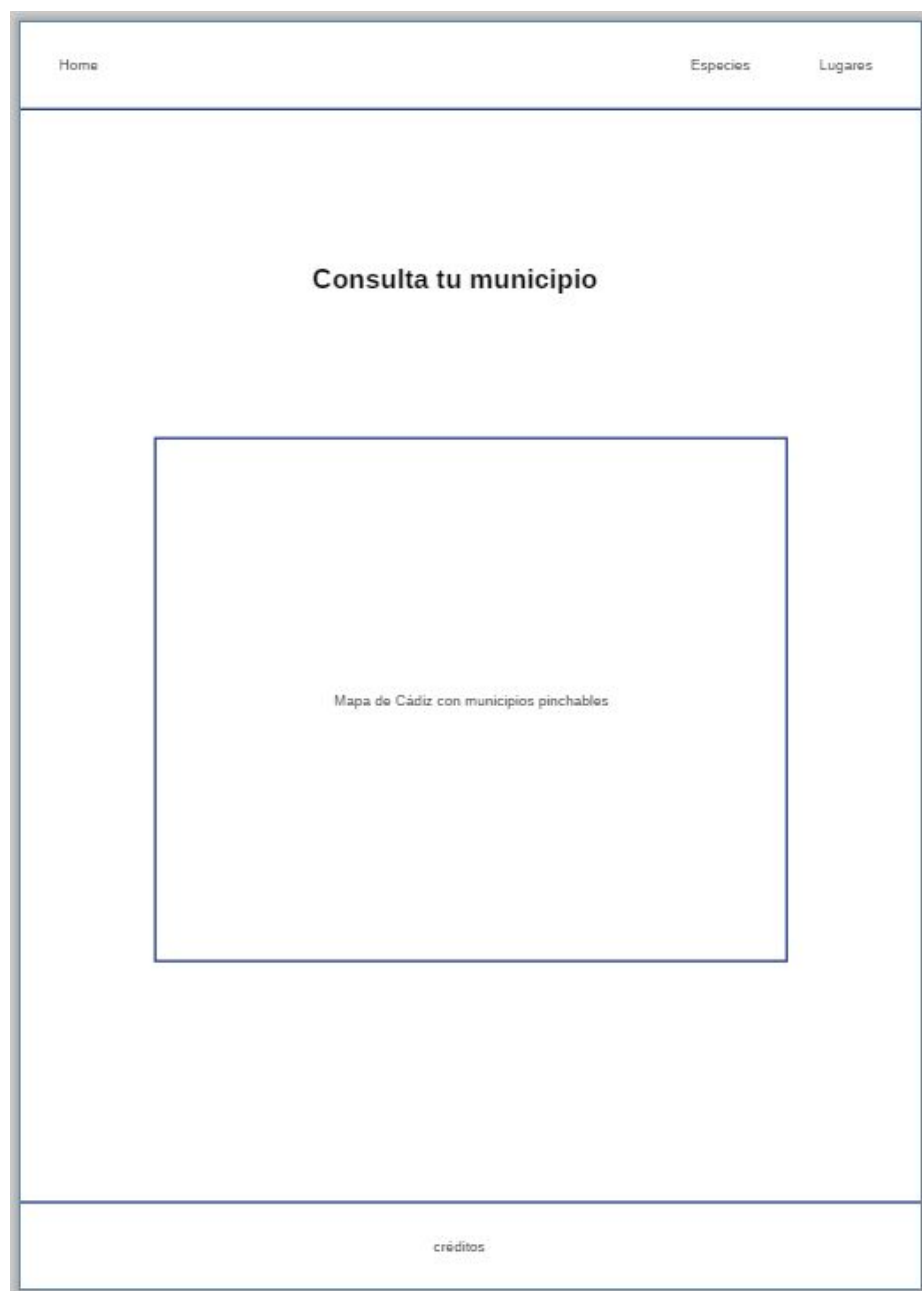 Home Especies Lugares
Consulta tu municipio
Mapa de Cádiz con municipios pinchables
créditos